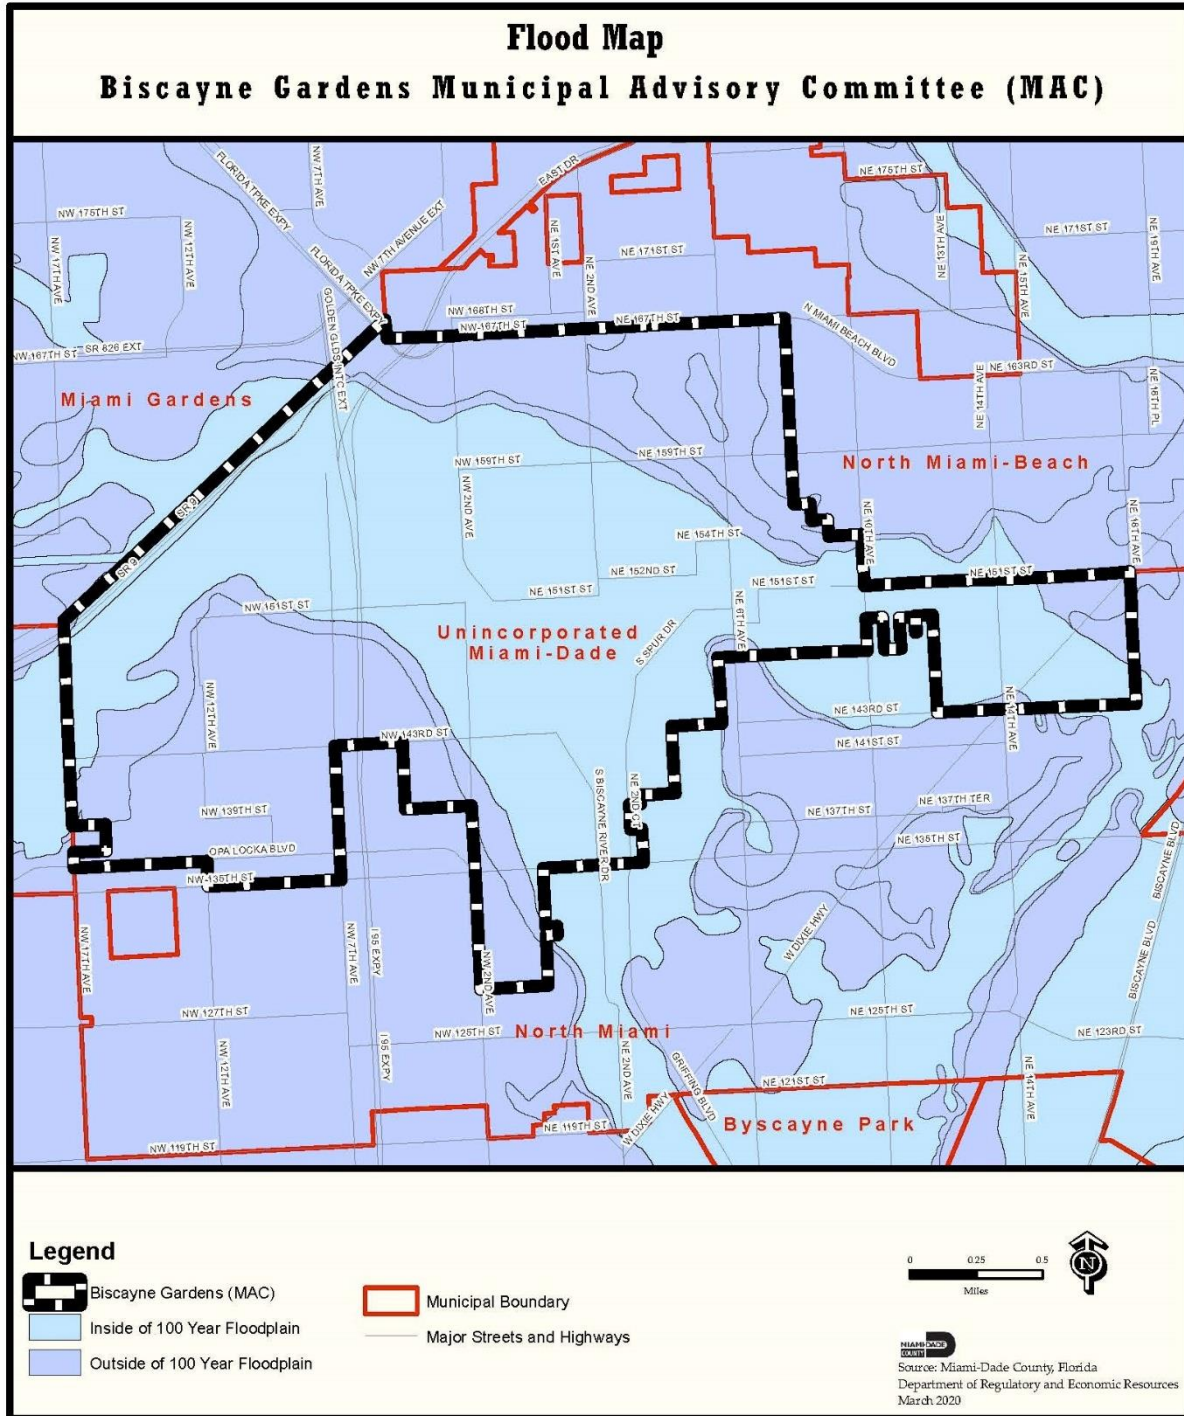 Flood Map
Biscayne Gardens Municipal Advisory Committee (MAC)
FLORIDA TPKE EXPY
NW 7TH AVE
EAST DR
NE 175TH ST
NW 175TH ST
NW 17TH AVE
NW 12TH AVE
NW 7TH AVENUE EXT
NE 1ST AVE
NE 2ND AVE
NE 171ST ST
NE 13TH AVE
NE 15TH AVE
NE 171ST ST
NE 19TH AVE
FLORIDA TPKE EXPY
GOLDEN GLDS INTC EXT
NW 167TH ST
SR 826 EXT
NW 166TH ST
NW 167TH ST
NE 167TH ST
N MIAMI BEACH BLVD
NE 163RD ST
NE 14TH AVE
NE 16TH PL
Miami Gardens
NW 159TH ST
NE 159TH ST
North Miami-Beach
SR 9
SR 9
NW 2ND AVE
NE 154TH ST
NE 10TH AVE
NE 16TH AVE
NE 152ND ST
NE 151ST ST
NE 151ST ST
NE 151ST ST
NW 151ST ST
NE 6TH AVE
Unincorporated
Miami-Dade
S SPUR DR
NW 12TH AVE
NE 143RD ST
NE 14TH AVE
NW 143RD ST
NE 141ST ST
S BISCAYNE RIVER DR
NE 2ND CT
NW 139TH ST
NE 137TH ST
NE 137TH TER
NE 135TH ST
OPA LOCKA BLVD
NW 135TH ST
BISCAYNE BLVD
NW 17TH AVE
NW 7TH AVE
I 95 EXPY
NW 2ND AVE
W DIXIE HWY
BISCAYNE BLVD
NW 127TH ST
NW 125TH ST
North Miami
NE 125TH ST
NE 123RD ST
NW 12TH AVE
I 95 EXPY
NE 2ND AVE
GRIFFING BLVD
NE 121ST ST
NE 14TH AVE
W DIXIE HWY
Byscayne Park
NE 119TH ST
NW 119TH ST
Legend
Biscayne Gardens (MAC)
Inside of 100 Year Floodplain
Outside of 100 Year Floodplain
Municipal Boundary
Major Streets and Highways
0 0.25 0.5
Miles
N
MIAMI-DADE
COUNTY
Source: Miami-Dade County, Florida
Department of Regulatory and Economic Resources
March 2020